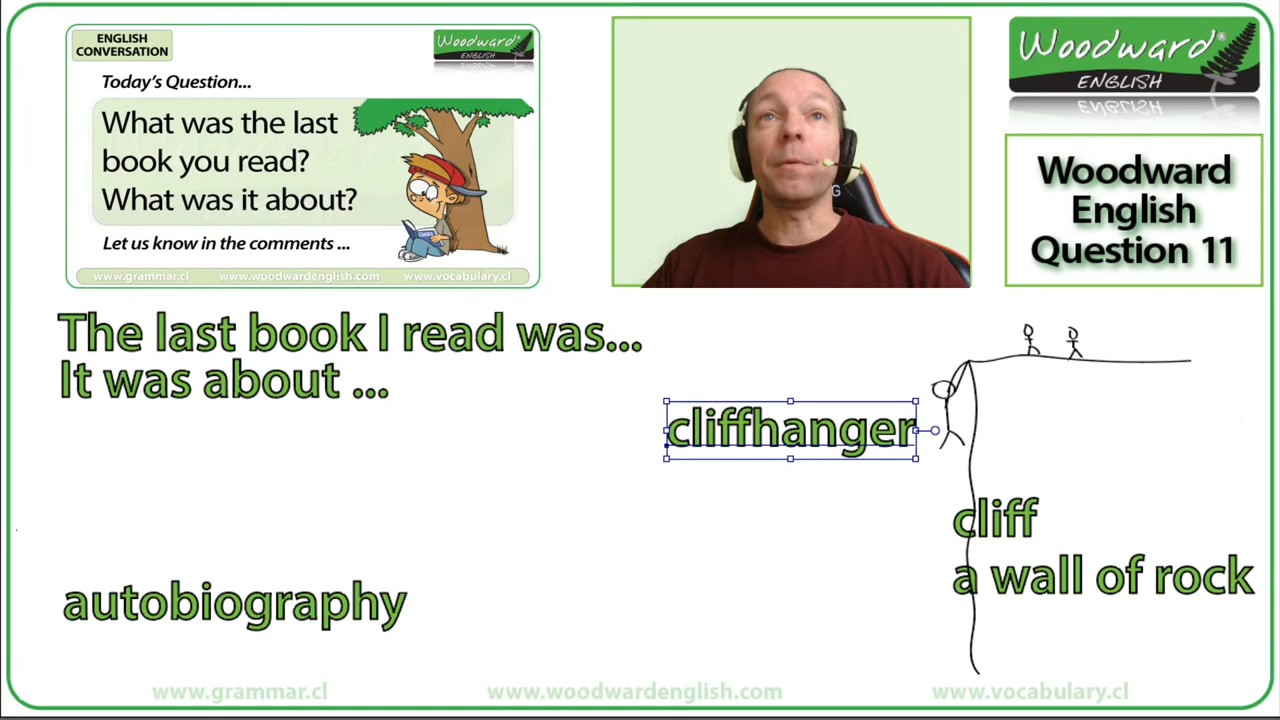 ENGLISH
CONVERSATION
Woodward
ENGLISH
Today's Question...
What was the last
book you read?
What was it about?
Let us know in the comments ...
www.grammar.cl
www.woodwardenglish.com
www.vocabulary.cl
G
Woodward®
ENGLISH
Woodward
English
Question 11
The last book I read was...
It was about ...
cliffhanger
cliff
a wall of rock
autobiography
www.grammar.cl
www.woodwardenglish.com
www.vocabulary.cl